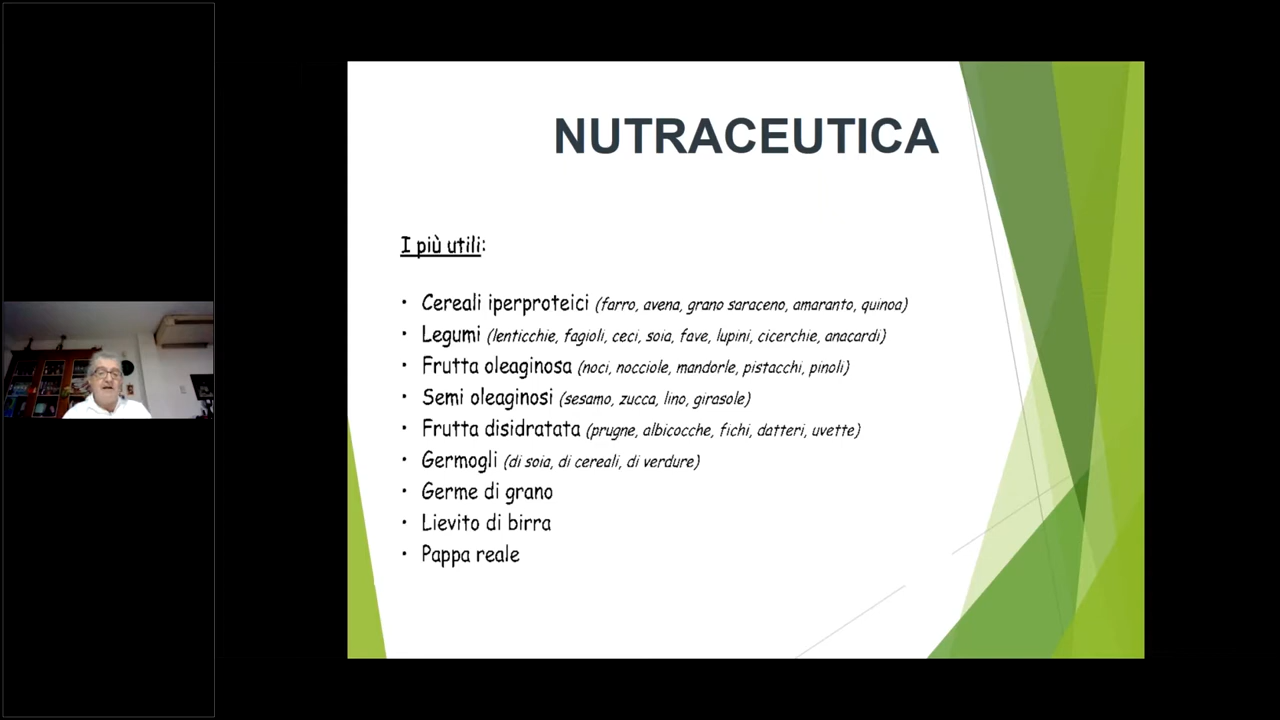 NUTRACEUTICA
I più utili:
• Cereali iperproteici (farro, avena, grano saraceno, amaranto, quinoa)
• Legumi (lenticchie, fagioli, ceci, soia, fave, lupini, cicerchie, anacardi)
• Frutta oleaginosa (noci, nocciole, mandorle, pistacchi, pinoli)
• Semi oleaginosi (sesamo, zucca, lino, girasole)
• Frutta disidratata (prugne, albicocche, fichi, datteri, uvette)
• Germogli (di soia, di cereali, di verdure)
• Germe di grano
• Lievito di birra
• Pappa reale